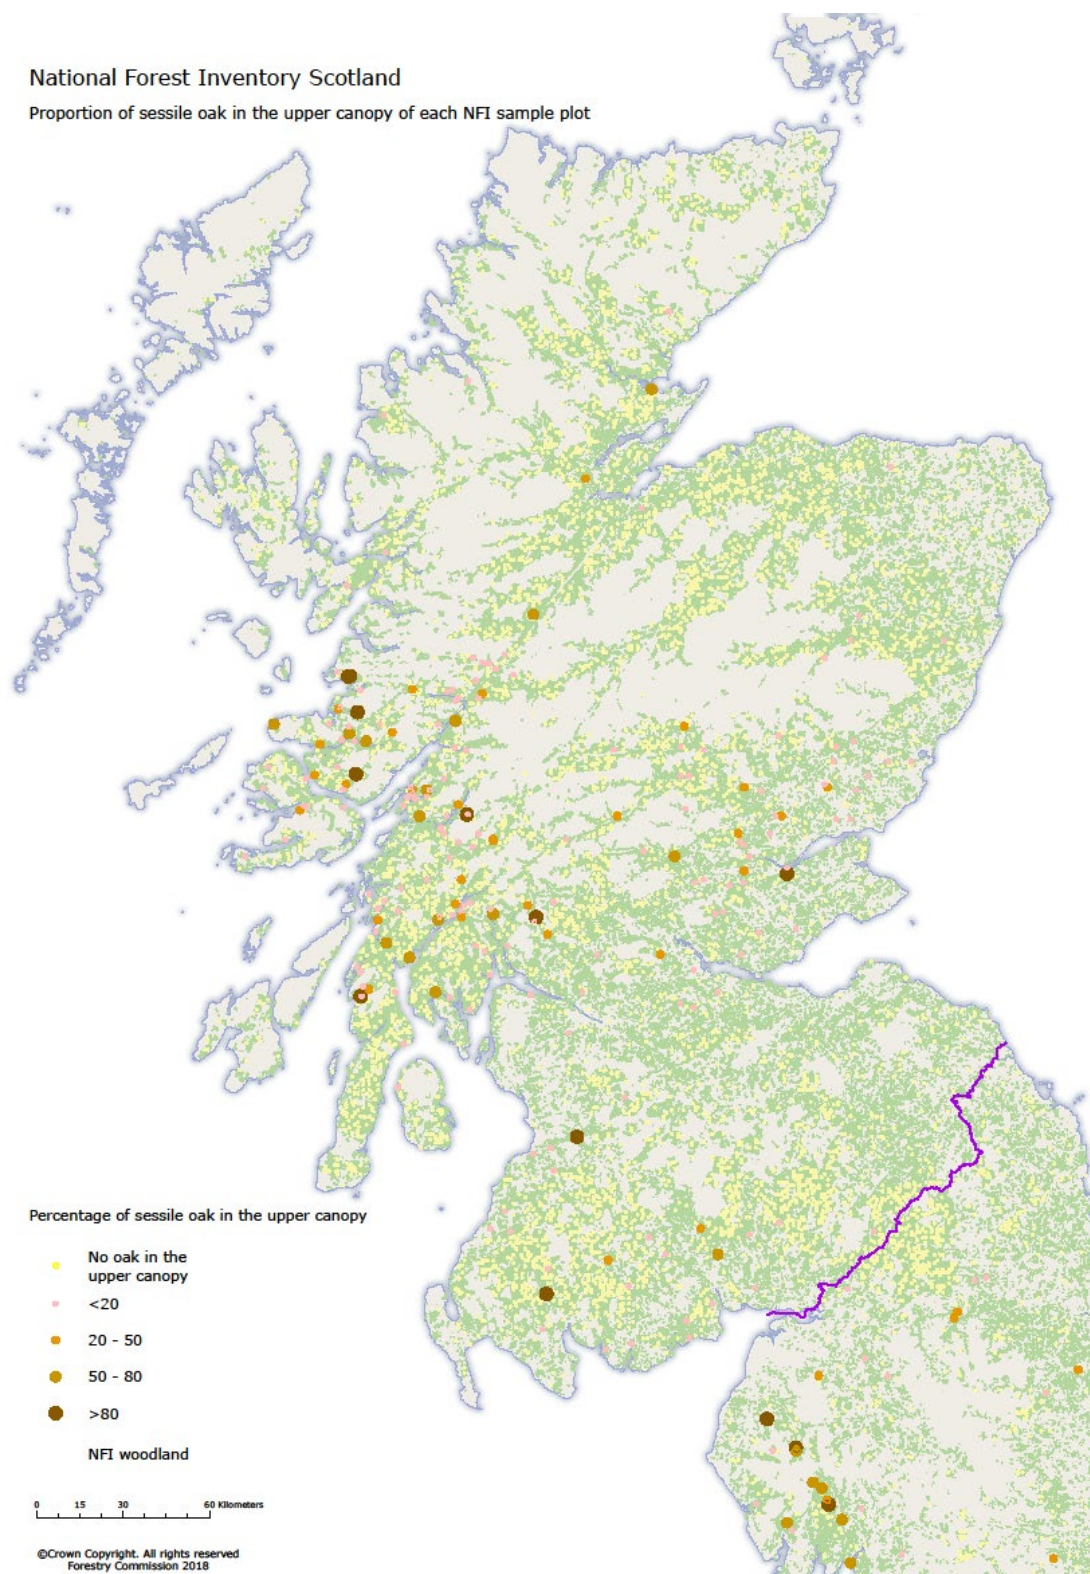 National Forest Inventory Scotland
Proportion of sessile oak in the upper canopy of each NFI sample plot
Percentage of sessile oak in the upper canopy
No oak in the
upper canopy
<20
20 - 50
50 - 80
>80
NFI woodland
0 15 30 60 Kilometers
©Crown Copyright. All rights reserved
Forestry Commission 2018